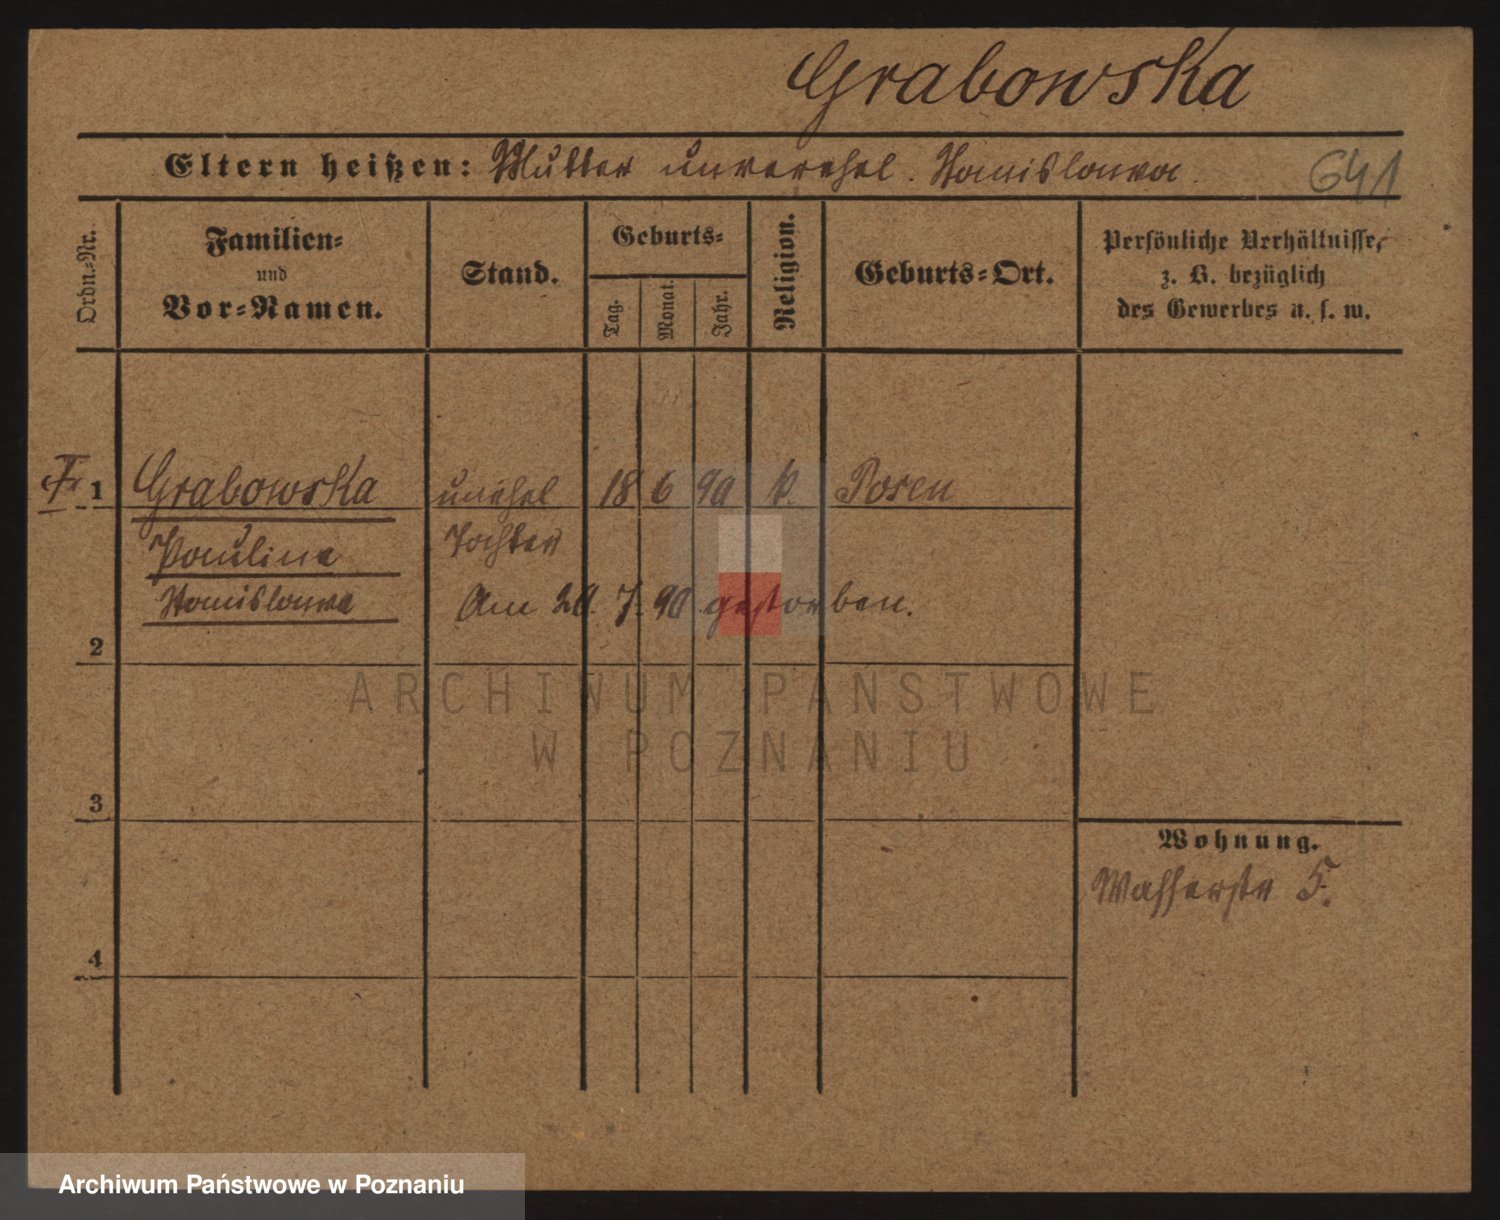 Grabowska
Eltern heißen: Mutter unverehel. Stanislawa.
641
Ordn.-Nr.
Familien-
und
Vor-Namen.
Stand.
Geburts-
Tag.
Monat.
Jahr.
Religion.
Geburts-Ort.
Persönliche Verhältnisse,
z. B. bezüglich
des Gewerbes u. s. w.
1 Grabowska unehel 18 6 90 k. Posen
Paulina Tochter
Stanislawa Am 20. 7. 90 gestorben.
2
ARCHIWUM PAŃSTWOWE
W POZNANIU
3
Wohnung.
Wasserstr 5.
4
Archiwum Państwowe w Poznaniu